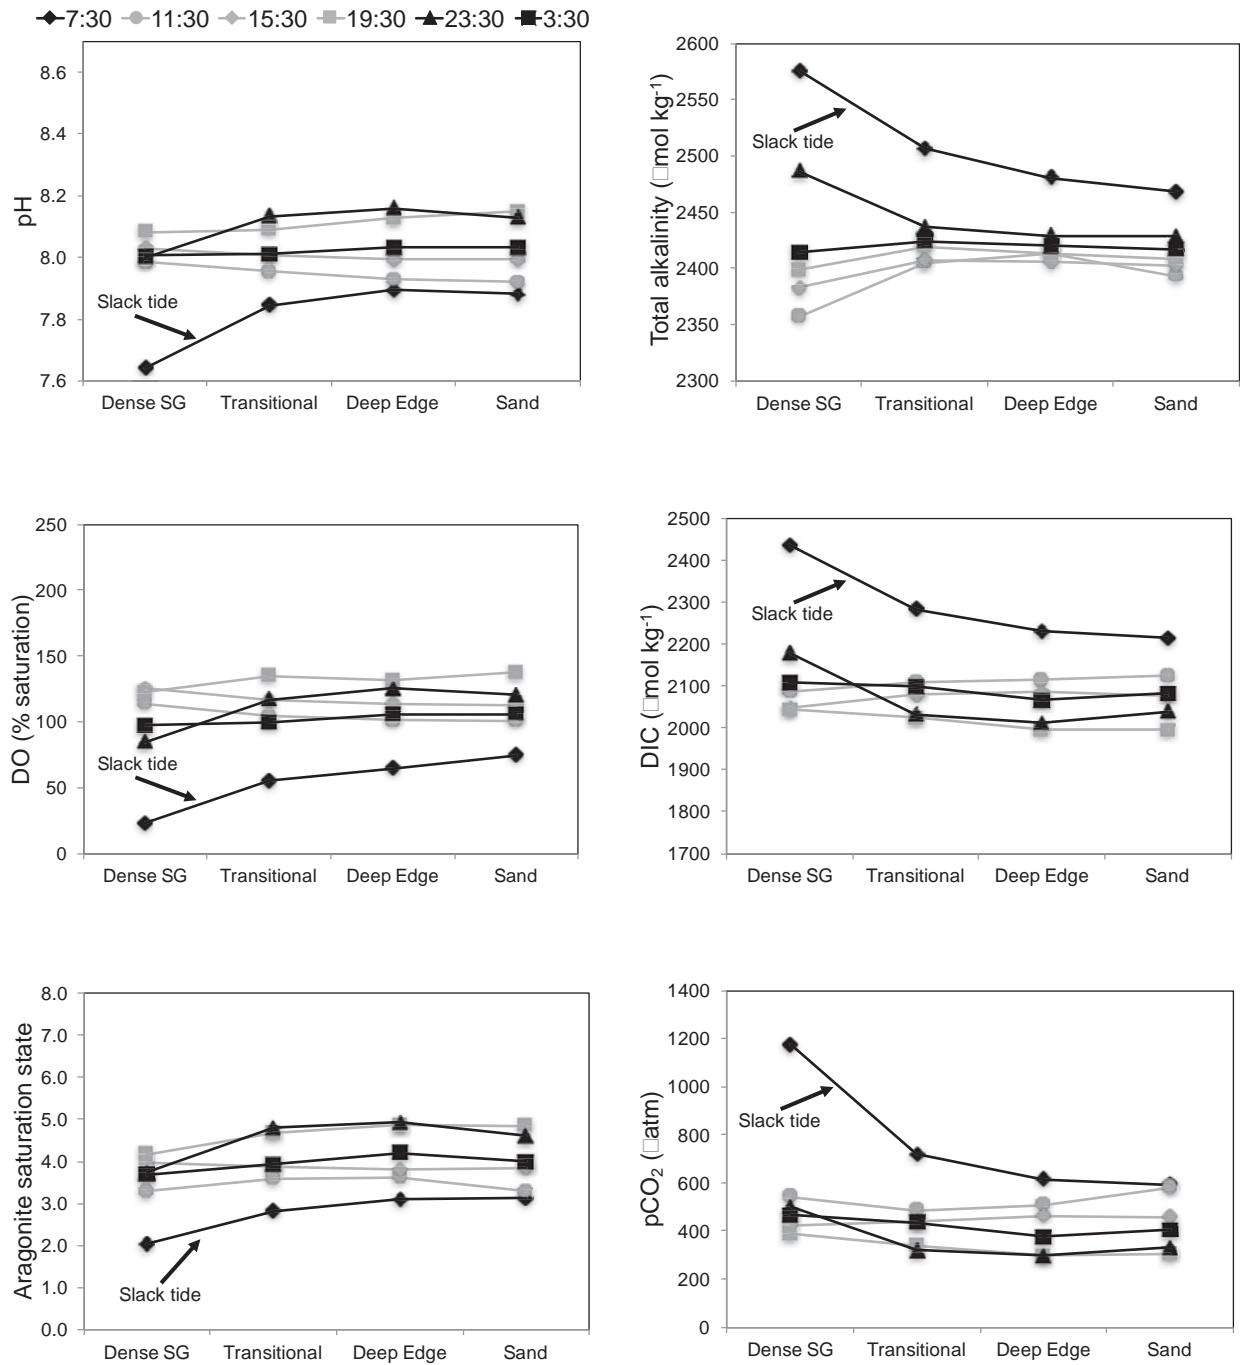 7:30 11:30 15:30 19:30 23:30 3:30
pH
8.6
8.4
8.2
8.0
7.8
7.6
Slack tide
Dense SG Transitional Deep Edge Sand
Total alkalinity (□mol kg-1)
2600
2550
2500
2450
2400
2350
2300
Slack tide
Dense SG Transitional Deep Edge Sand
DO (% saturation)
250
200
150
100
50
0
Slack tide
Dense SG Transitional Deep Edge Sand
DIC (□mol kg-1)
2500
2400
2300
2200
2100
2000
1900
1800
1700
Slack tide
Dense SG Transitional Deep Edge Sand
Aragonite saturation state
8.0
7.0
6.0
5.0
4.0
3.0
2.0
1.0
0.0
Slack tide
Dense SG Transitional Deep Edge Sand
pCO2 (□atm)
1400
1200
1000
800
600
400
200
0
Slack tide
Dense SG Transitional Deep Edge Sand